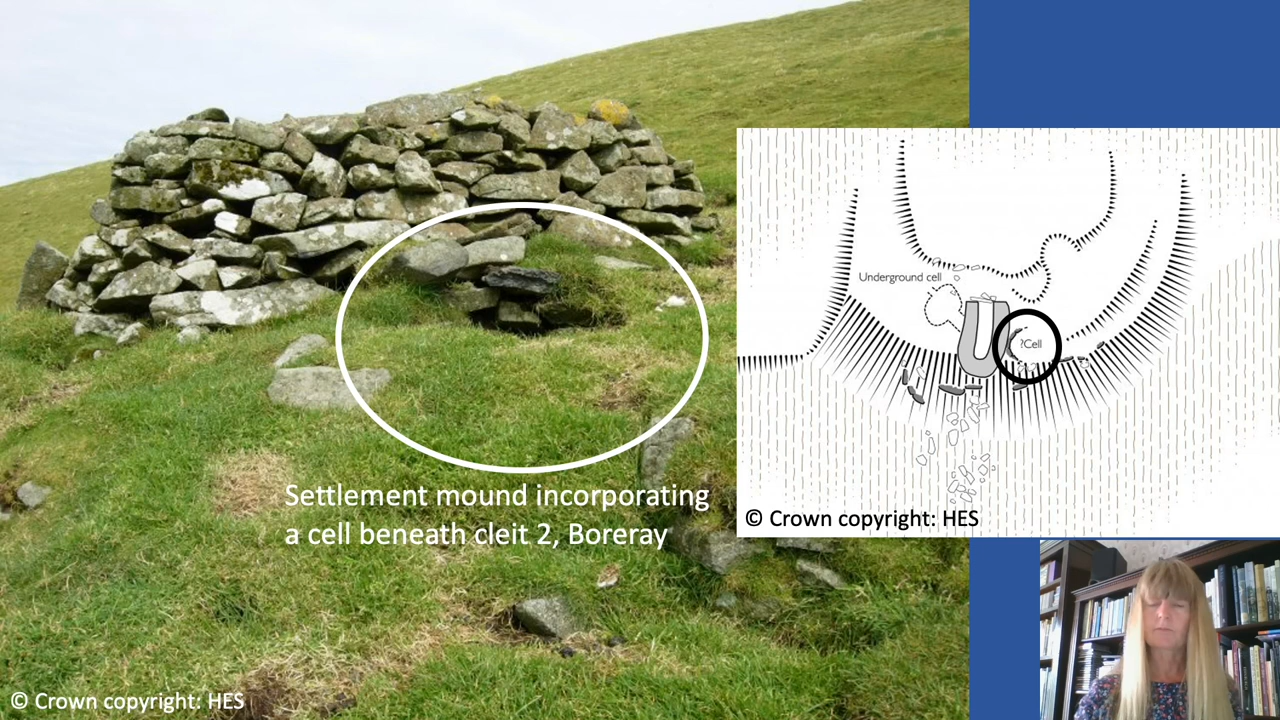 Underground cell
?Cell
Settlement mound incorporating
a cell beneath cleit 2, Boreray
© Crown copyright: HES
© Crown copyright: HES